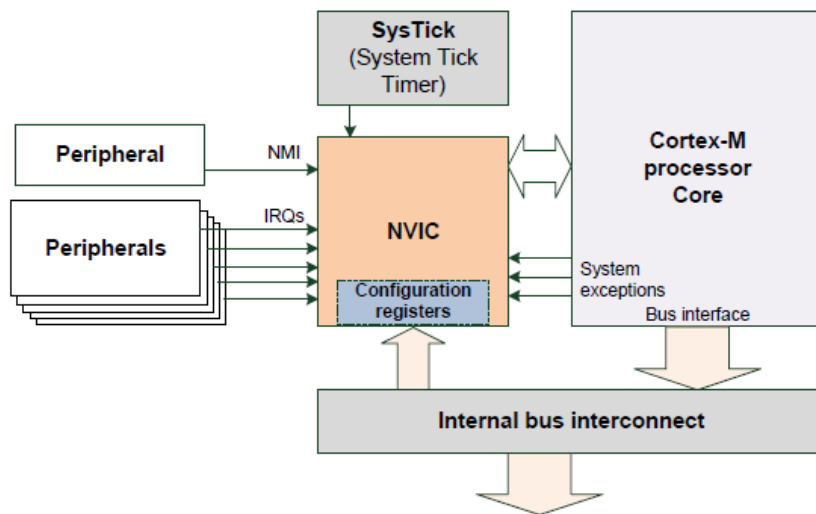 SysTick
(System Tick
Timer)
Peripheral
NMI
Cortex-M
processor
Core
IRQs
Peripherals
NVIC
System
exceptions
Configuration
registers
Bus interface
Internal bus interconnect